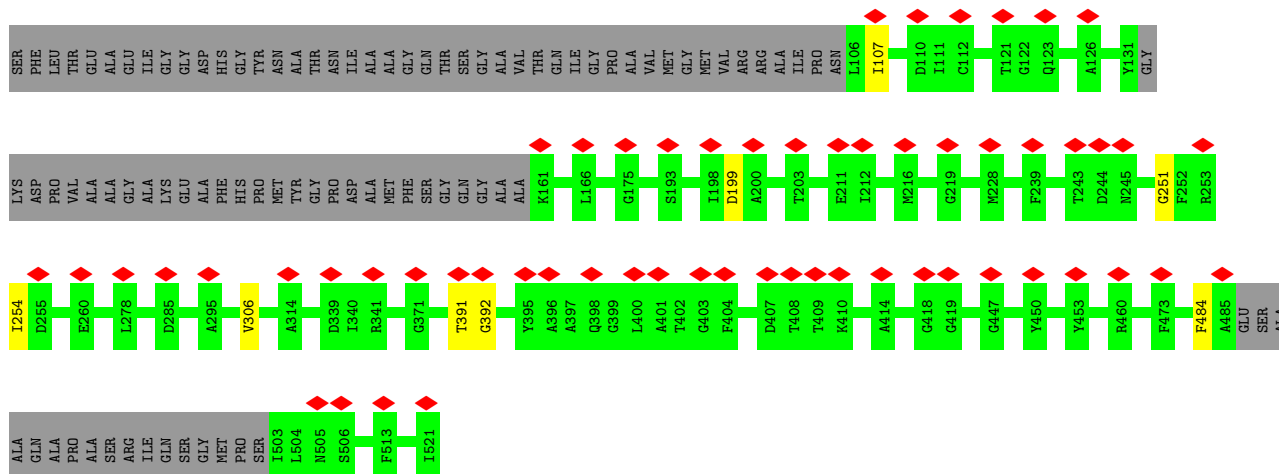 SER PHE LEU THR GLU ALA GLU ILE GLY GLY ASP HIS GLY TYR ASN ALA THR ASN ILE ALA ALA GLY GLN THR SER GLY ALA VAL THR GLN ILE GLY PRO ALA VAL MET GLY MET VAL ARG ARG ALA ILE PRO ASN L106 I107 D110 I111 C112 T121 G122 Q123 A126 Y131 GLY
LYS ASP PRO VAL ALA ALA GLY ALA LYS GLU ALA PHE HIS PRO MET TYR GLY PRO ASP ALA MET PHE SER GLY GLN GLY ALA ALA K161 L166 G175 S193 I198 D199 A200 T203 E211 I212 M216 G219 M228 F239 T243 D244 N245 G251 F252 R253
I254 D255 E260 L278 D285 A295 V306 A314 D339 I340 R341 G371 T391 G392 Y395 A396 A397 Q398 G399 L400 A401 T402 G403 F404 D407 T408 T409 K410 A414 G418 G419 G447 Y450 Y453 R460 F473 F484 A485 GLU SER ALA
ALA GLN ALA PRO ALA SER ARG ILE GLN SER GLY MET PRO SER I503 L504 N505 S506 F513 I521